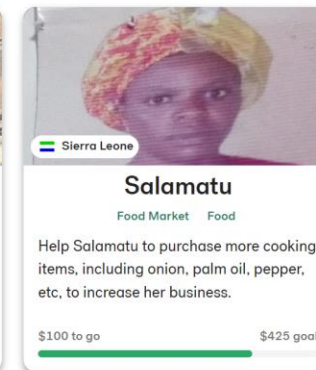 Sierra Leone
Salamatu
Food Market Food
Help Salamatu to purchase more cooking
items, including onion, palm oil, pepper,
etc, to increase her business.
$100 to go $425 goal